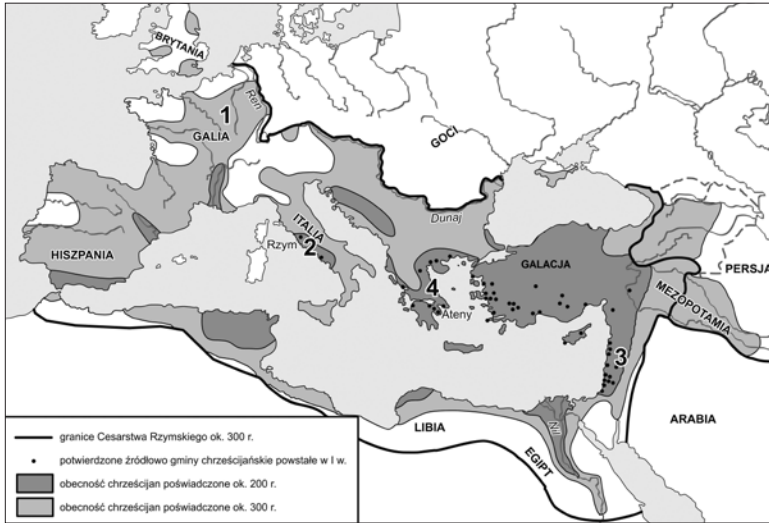 BRYTANIA
Ren
1
GALIA
GOCI
Dunaj
ITALIA
Rzym
2
HISZPANIA
GALACJA
PERSJA
MEZOPOTAMIA
4
Ateny
3
LIBIA
EGIPT
Nil
ARABIA
granice Cesarstwa Rzymskiego ok. 300 r.
potwierdzone źródłowo gminy chrześcijańskie powstałe w I w.
obecność chrześcijan poświadczone ok. 200 r.
obecność chrześcijan poświadczone ok. 300 r.